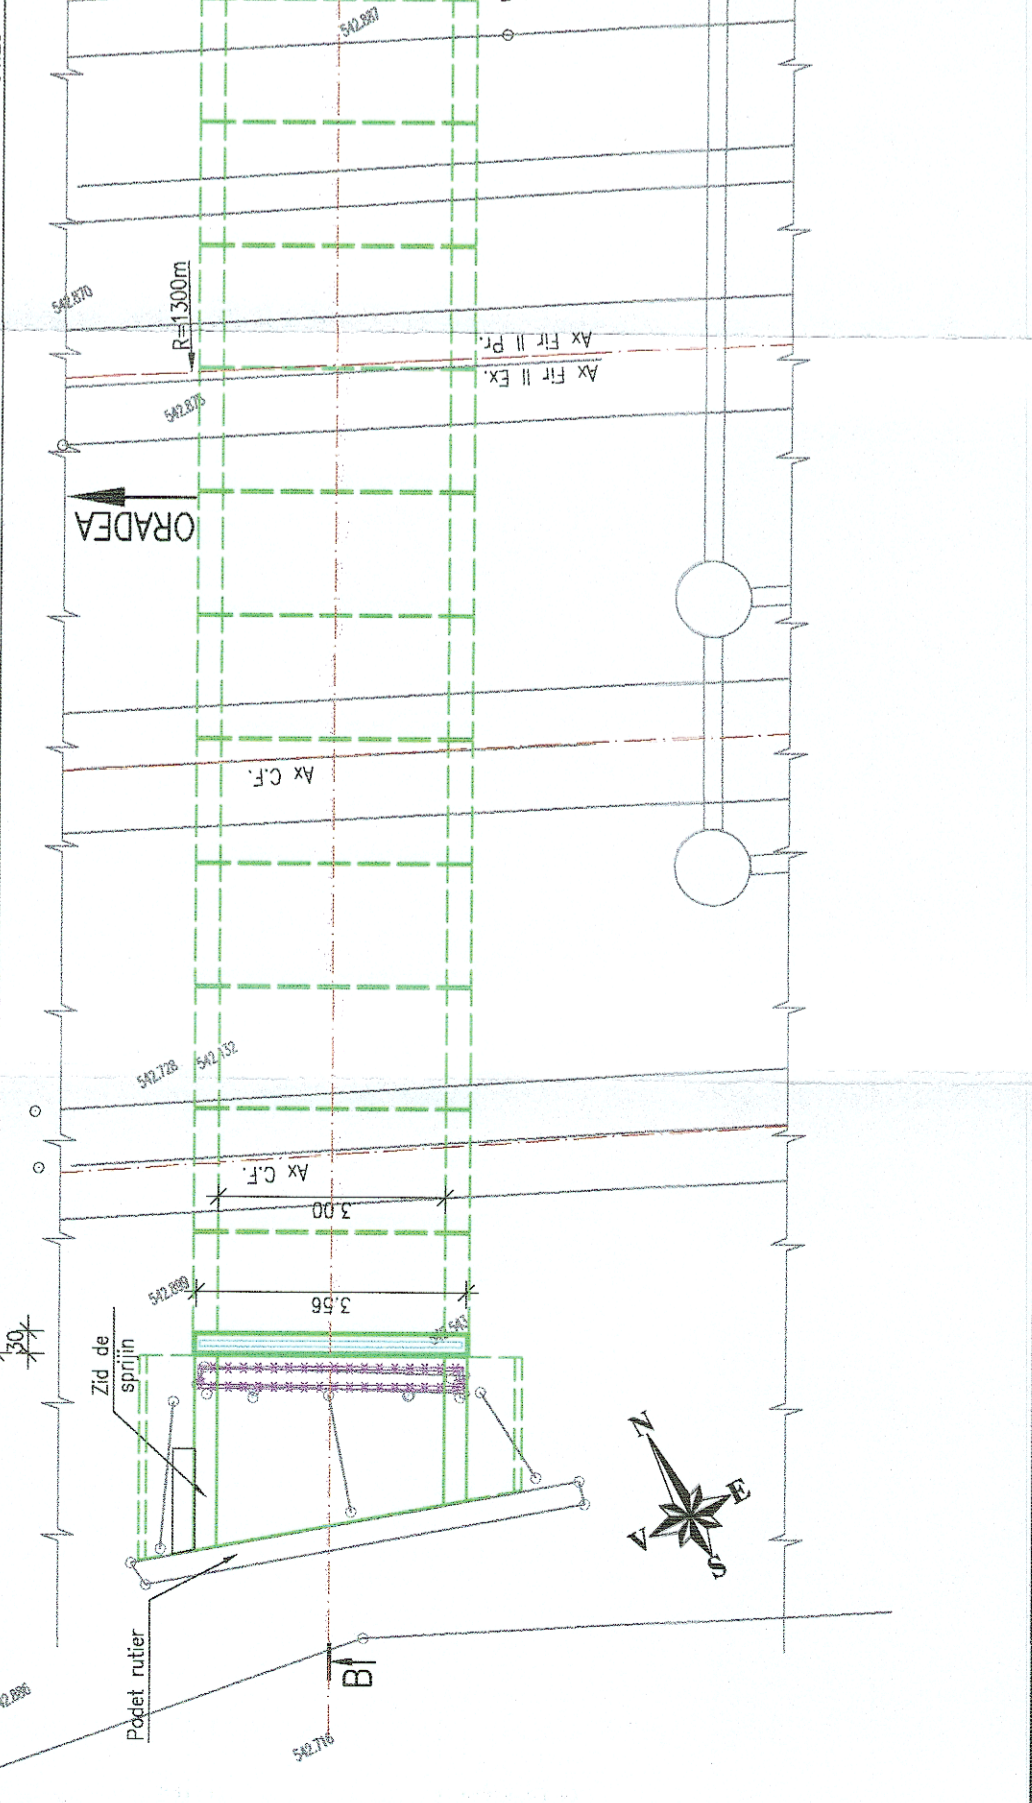 542.887
542.870
R=1300m
Ax Fir II Pr.
Ax Fir II Ex.
542.875
ORADEA
Ax C.F.
542.728
542.132
Ax C.F.
3.00
542.899
3.56
30
Zid de
sprijin
N
E
V
S
Podet rutier
B
542.716